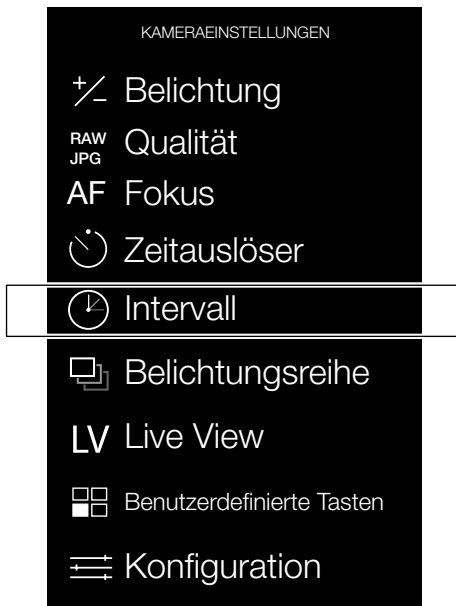 KAMERAEINSTELLUNGEN
+/– Belichtung
RAW JPG Qualität
AF Fokus
Zeitauslöser
Intervall
Belichtungsreihe
LV Live View
Benutzerdefinierte Tasten
Konfiguration